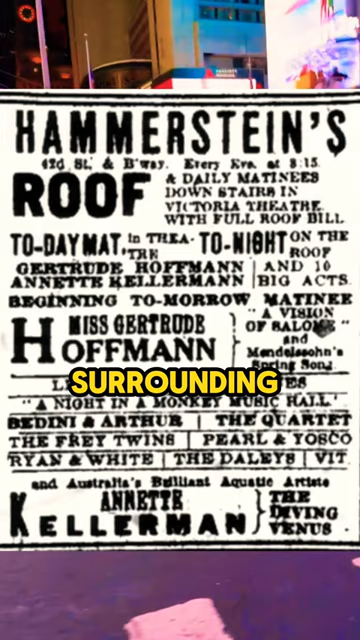 HAMMERSTEIN'S
42d St. & B'way. Every Eve. at 8:15.
ROOF & DAILY MATINEES
DOWN STAIRS IN
VICTORIA THEATRE
WITH FULL ROOF BILL
TO-DAY MAT. in THEA- TRE TO-NIGHT ON THE ROOF
GERTRUDE HOFFMANN | AND 10
ANNETTE KELLERMANN | BIG ACTS
BEGINNING TO-MORROW MATINEE
MISS GERTRUDE HOFFMANN
"A VISION
OF SALOME"
and
Mendelssohn's
Spring Song
SURROUNDING
"A NIGHT IN A MONKEY MUSIC HALL"
BEDINI & ARTHUR | THE QUARTET
THE FREY TWINS | PEARL & YOSCO
RYAN & WHITE | THE DALEYS | VIT.
and Australia's Brilliant Aquatic Artiste
ANNETTE KELLERMAN
THE
DIVING
VENUS